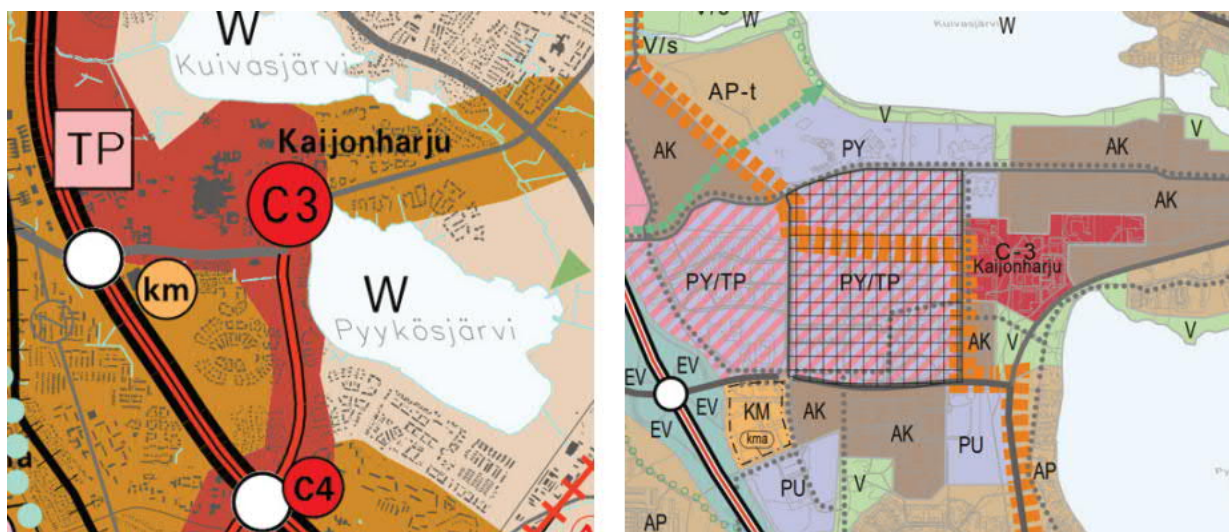 W
Kuivasjärvi
TP
Kaijonharju
C3
km
W
Pyykösjärvi
C4
V/s
W
Kuivasjärvi
W
V/s
AP-t
V
V
AK
PY
AK
AK
PY/TP
PY/TP
C-3
Kaijonharju
AK
V
V
EV
EV
EV
EV
KM
kma
AK
AK
PU
PU
V
AP
AP